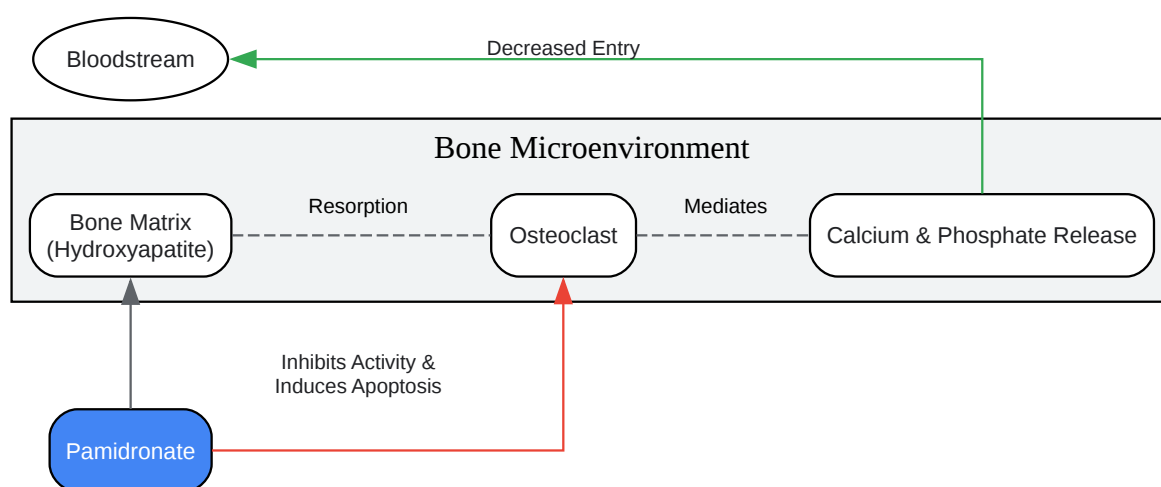 Bloodstream
Decreased Entry
Bone Microenvironment
Bone Matrix
(Hydroxyapatite)
Resorption
Osteoclast
Mediates
Calcium & Phosphate Release
Inhibits Activity &
Induces Apoptosis
Pamidronate